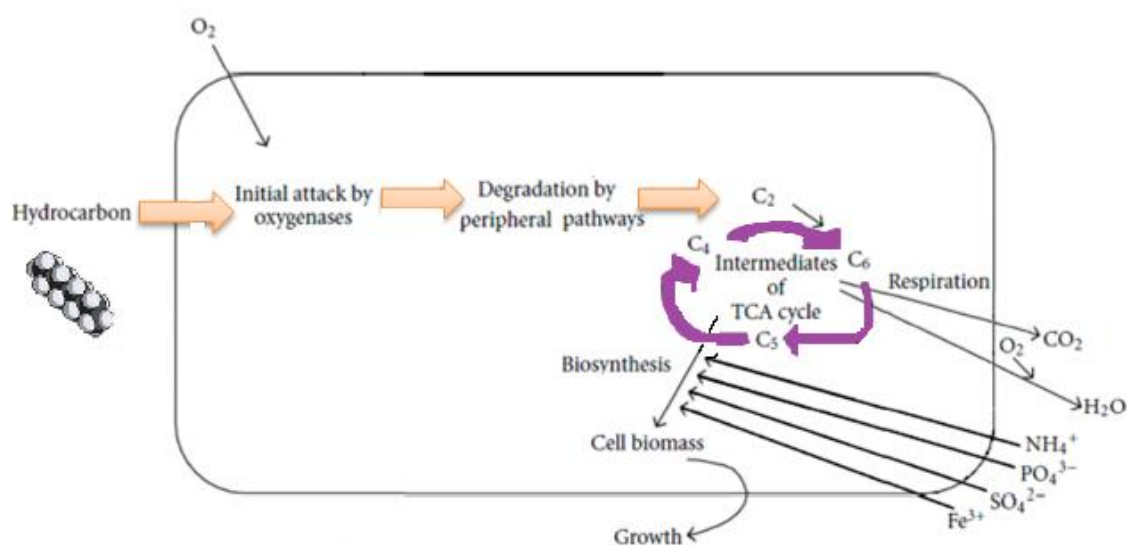 O₂
Hydrocarbon
Initial attack by
oxygenases
Degradation by
peripheral pathways
C₂
C₄
C₆
Intermediates
of
TCA cycle
C₅
Respiration
CO₂
O₂
H₂O
Biosynthesis
Cell biomass
Growth
NH₄⁺
PO₄³⁻
SO₄²⁻
Fe³⁺